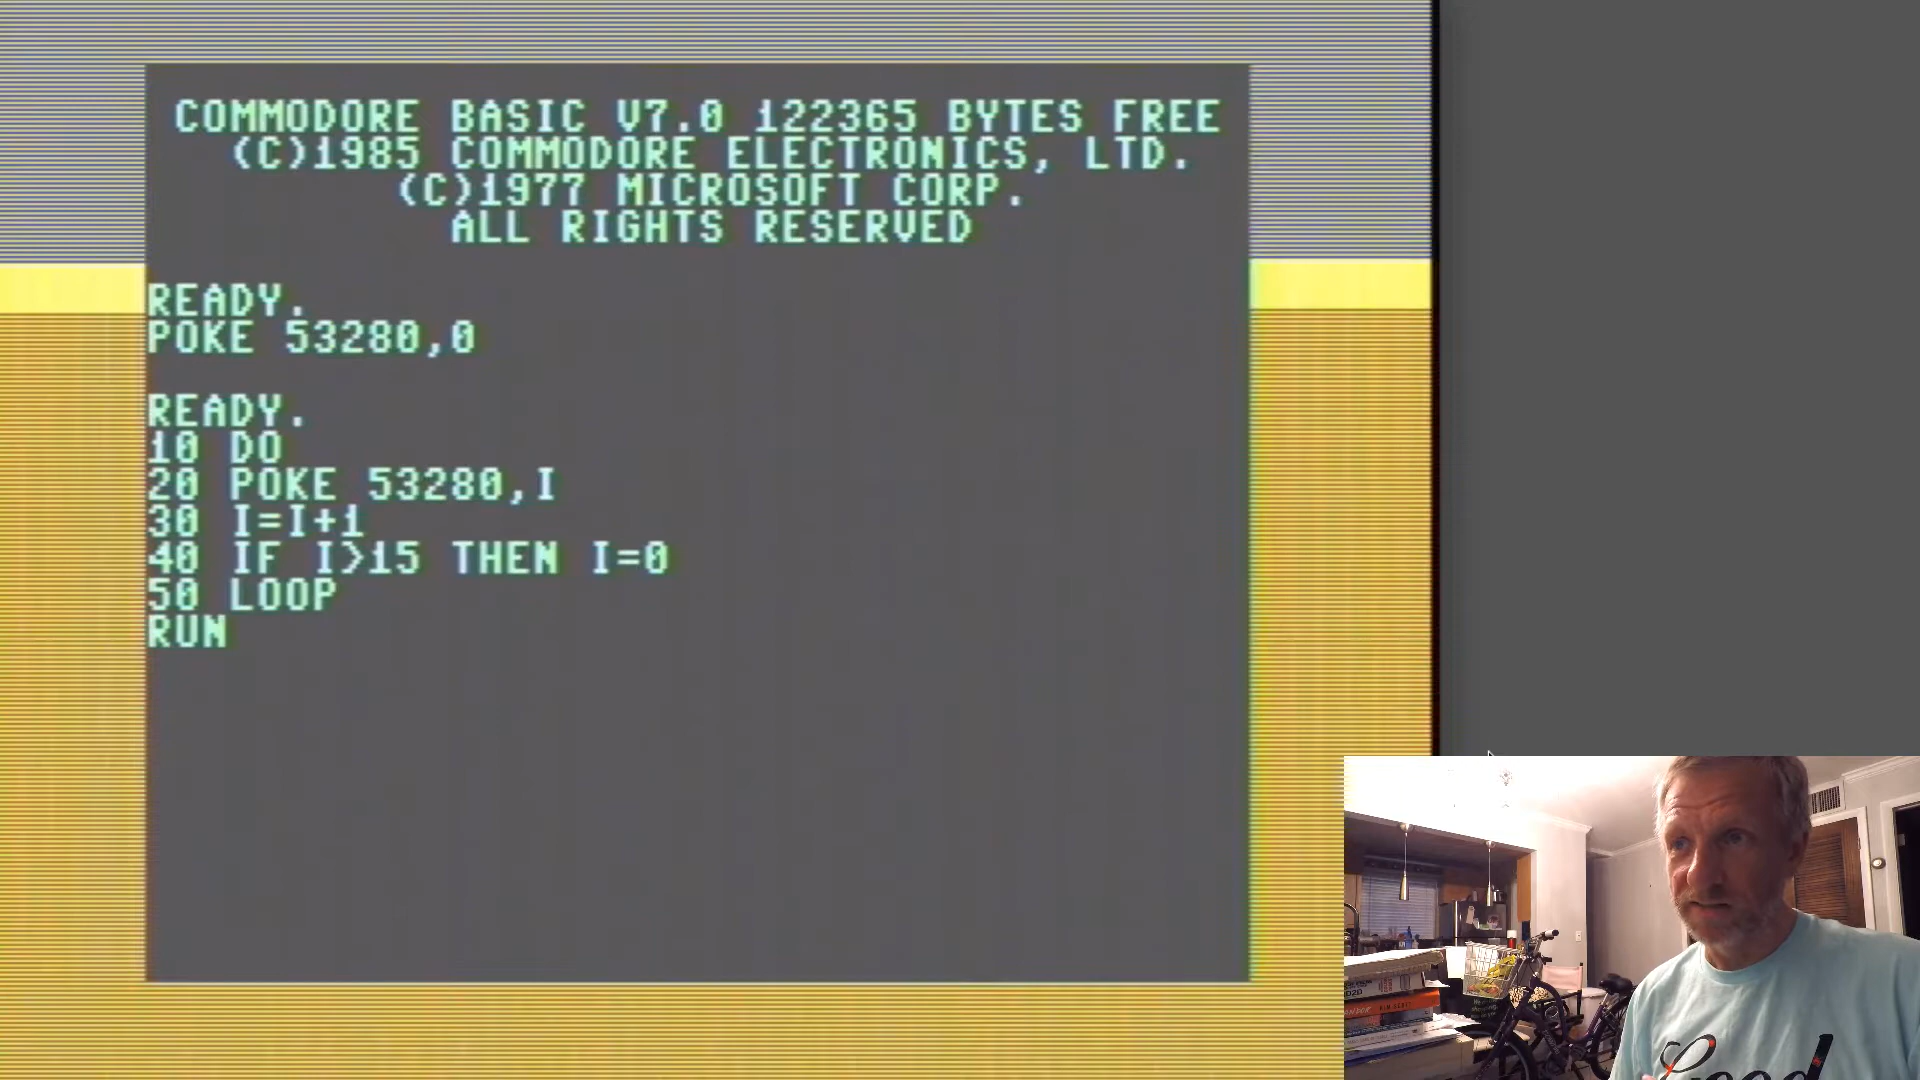 COMMODORE BASIC V7.0 122365 BYTES FREE
(C)1985 COMMODORE ELECTRONICS, LTD.
(C)1977 MICROSOFT CORP.
ALL RIGHTS RESERVED
READY.
POKE 53280,0
READY.
10 DO
20 POKE 53280,I
30 I=I+1
40 IF I>15 THEN I=0
50 LOOP
RUN
Good